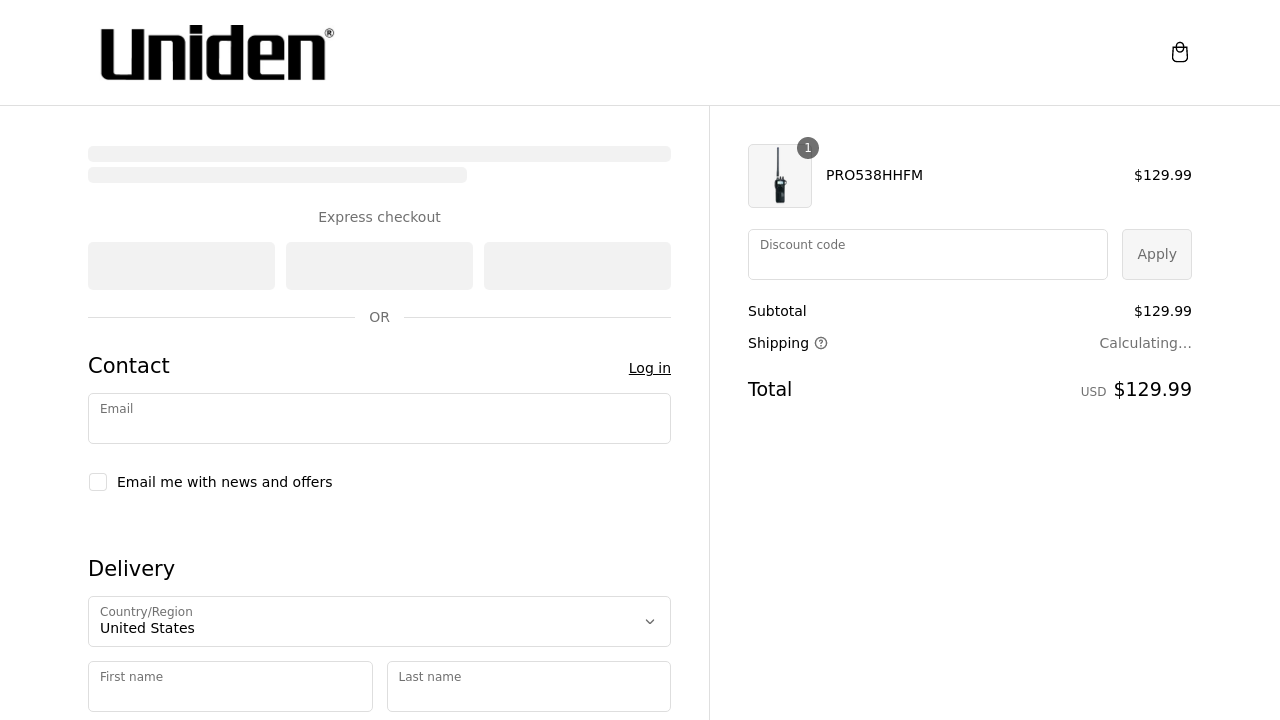 Uniden®
1
PRO538HHFM
$129.99
Express checkout
Discount code
Apply
OR
Subtotal
$129.99
Shipping
Calculating...
Contact
Log in
Total
USD $129.99
Email
Email me with news and offers
Delivery
Country/Region
United States
First name
Last name